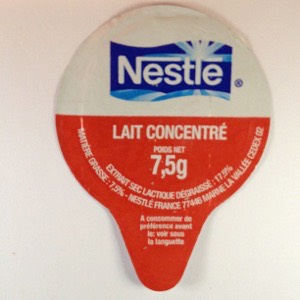 Nestlé
®
LAIT CONCENTRÉ
POIDS NET
7,5g
EXTRAIT SEC LACTIQUE DÉGRAISSÉ : 17,5%
MATIÈRE GRASSE : 7,5% - NESTLÉ FRANCE 77446 MARNE LA VALLÉE CEDEX 02
A consommer de
préférence avant
le: voir sous
la languette